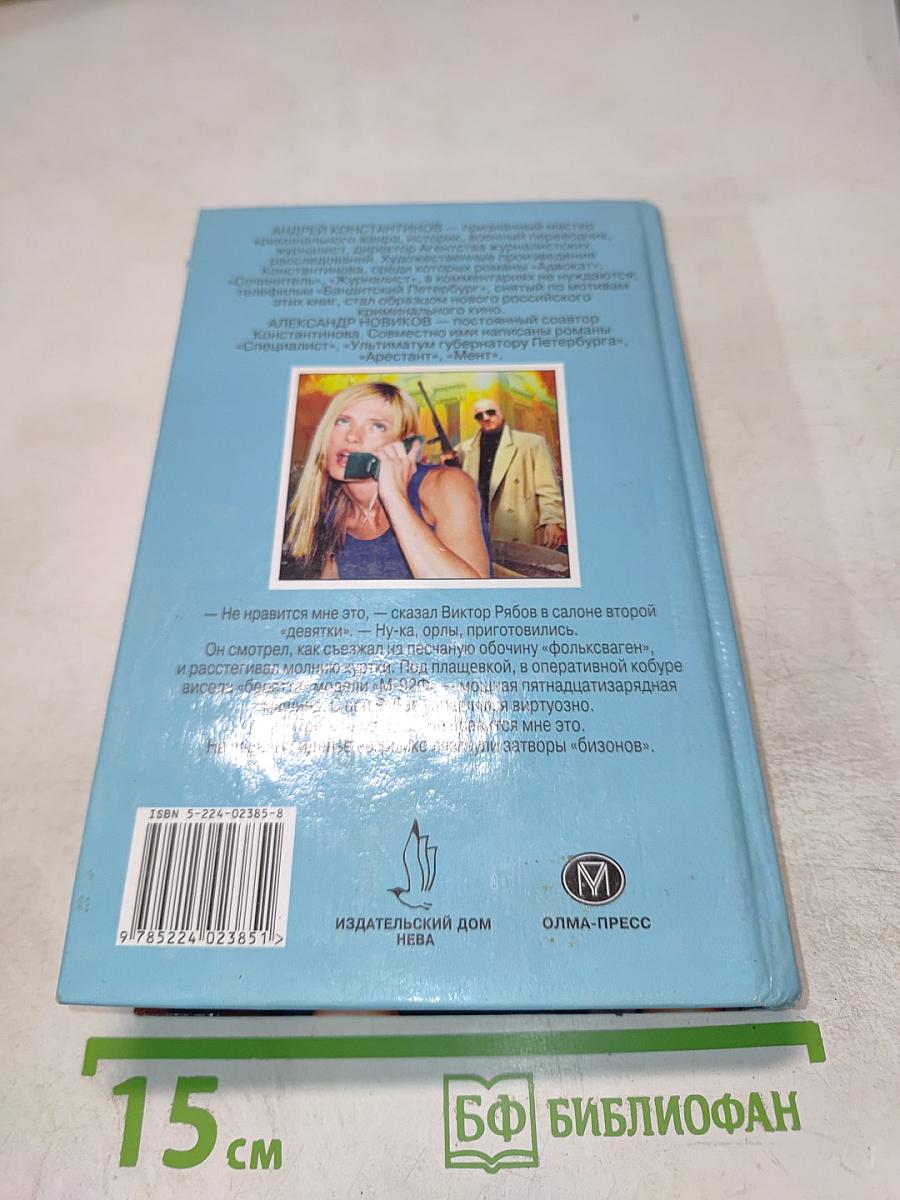 АНДРЕЙ КОНСТАНТИНОВ — признанный мастер
криминального жанра, историк, военный переводчик,
журналист, директор Агентства журналистских
расследований. Художественные произведения
Константинова, среди которых романы «Адвокат»,
«Сочинитель», «Журналист», в комментариях не нуждаются:
телефильм «Бандитский Петербург», снятый по мотивам
этих книг, стал образцом нового российского
криминального кино.
АЛЕКСАНДР НОВИКОВ — постоянный соавтор
Константинова. Совместно ими написаны романы
«Специалист», «Ультиматум губернатору Петербурга»,
«Арестант», «Мент».
— Не нравится мне это, — сказал Виктор Рябов в салоне второй
«девятки». — Ну-ка, орлы, приготовились.
Он смотрел, как съезжал на песчаную обочину «фольксваген»,
и расстегивал молнию куртки. Под плащевкой, в оперативной кобуре
висела «беретта» модели мощная пятнадцатизарядная
виртуозно.
нравится мне это.
затворы «бизонов».
ISBN 5-224-02385-8
9 785224 023851 >
ИЗДАТЕЛЬСКИЙ ДОМ
НЕВА
ОЛМА-ПРЕСС
15 см
БФ БИБЛИОФАН